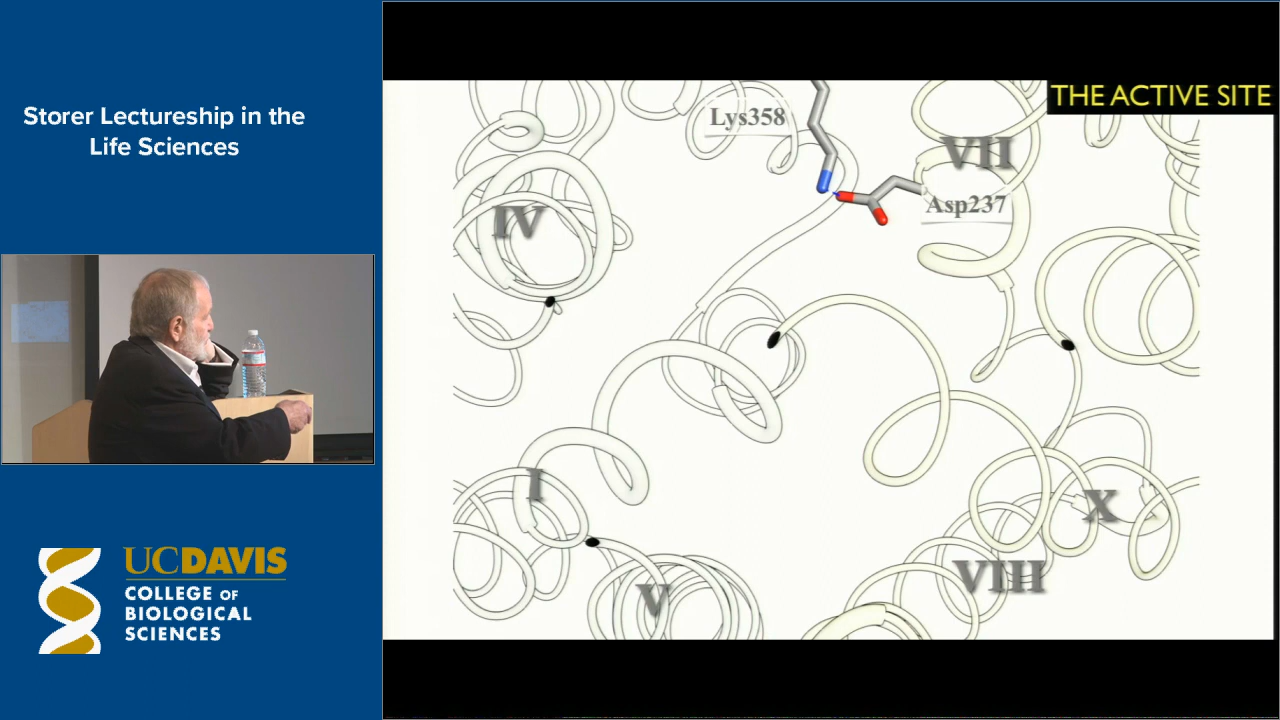 Storer Lectureship in the
Life Sciences
UCDAVIS
COLLEGE OF
BIOLOGICAL
SCIENCES
THE ACTIVE SITE
Lys358
VII
Asp237
IV
I
X
V
VIII